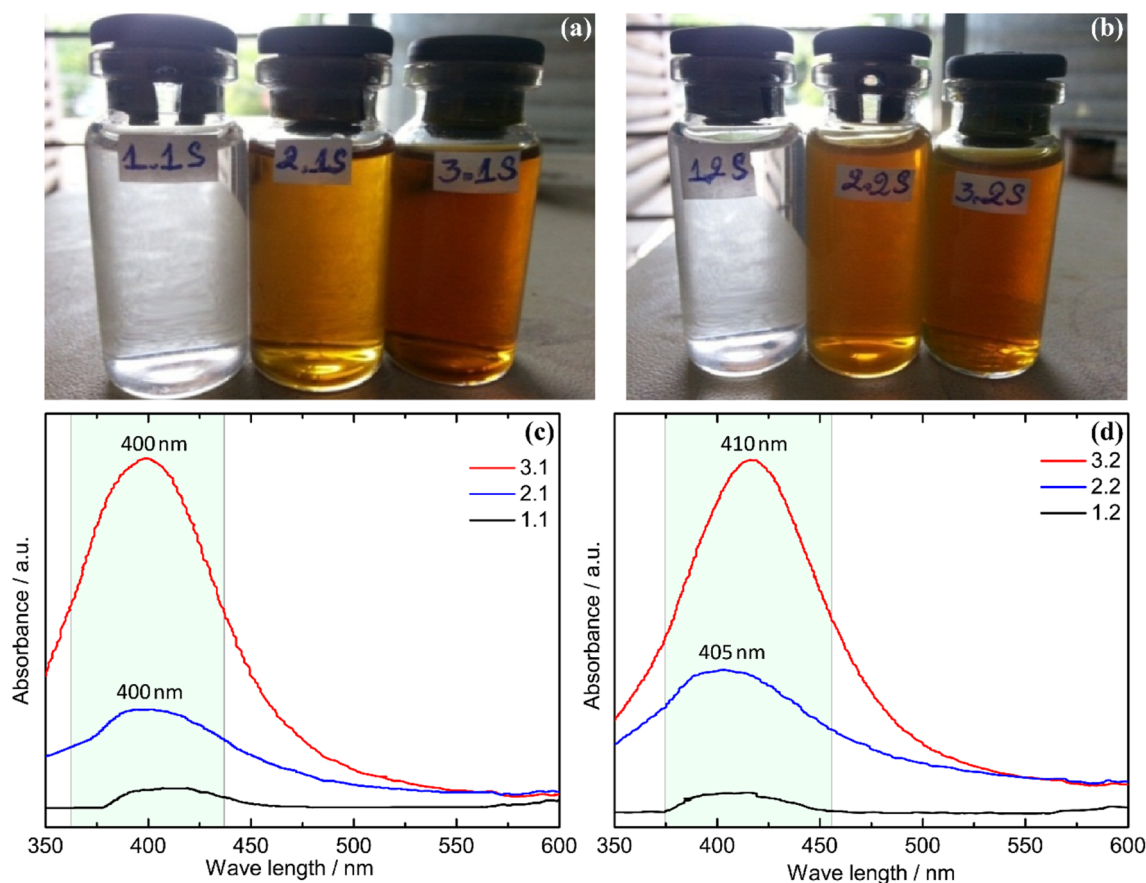 (a)
1.1S
2.1S
3.1S
(b)
12S
2.2S
3.2S
(c)
400 nm
400 nm
3.1
2.1
1.1
Absorbance / a.u.
350 400 450 500 550 600
Wave length / nm
(d)
410 nm
405 nm
3.2
2.2
1.2
Absorbance / a.u.
350 400 450 500 550 600
Wave length / nm